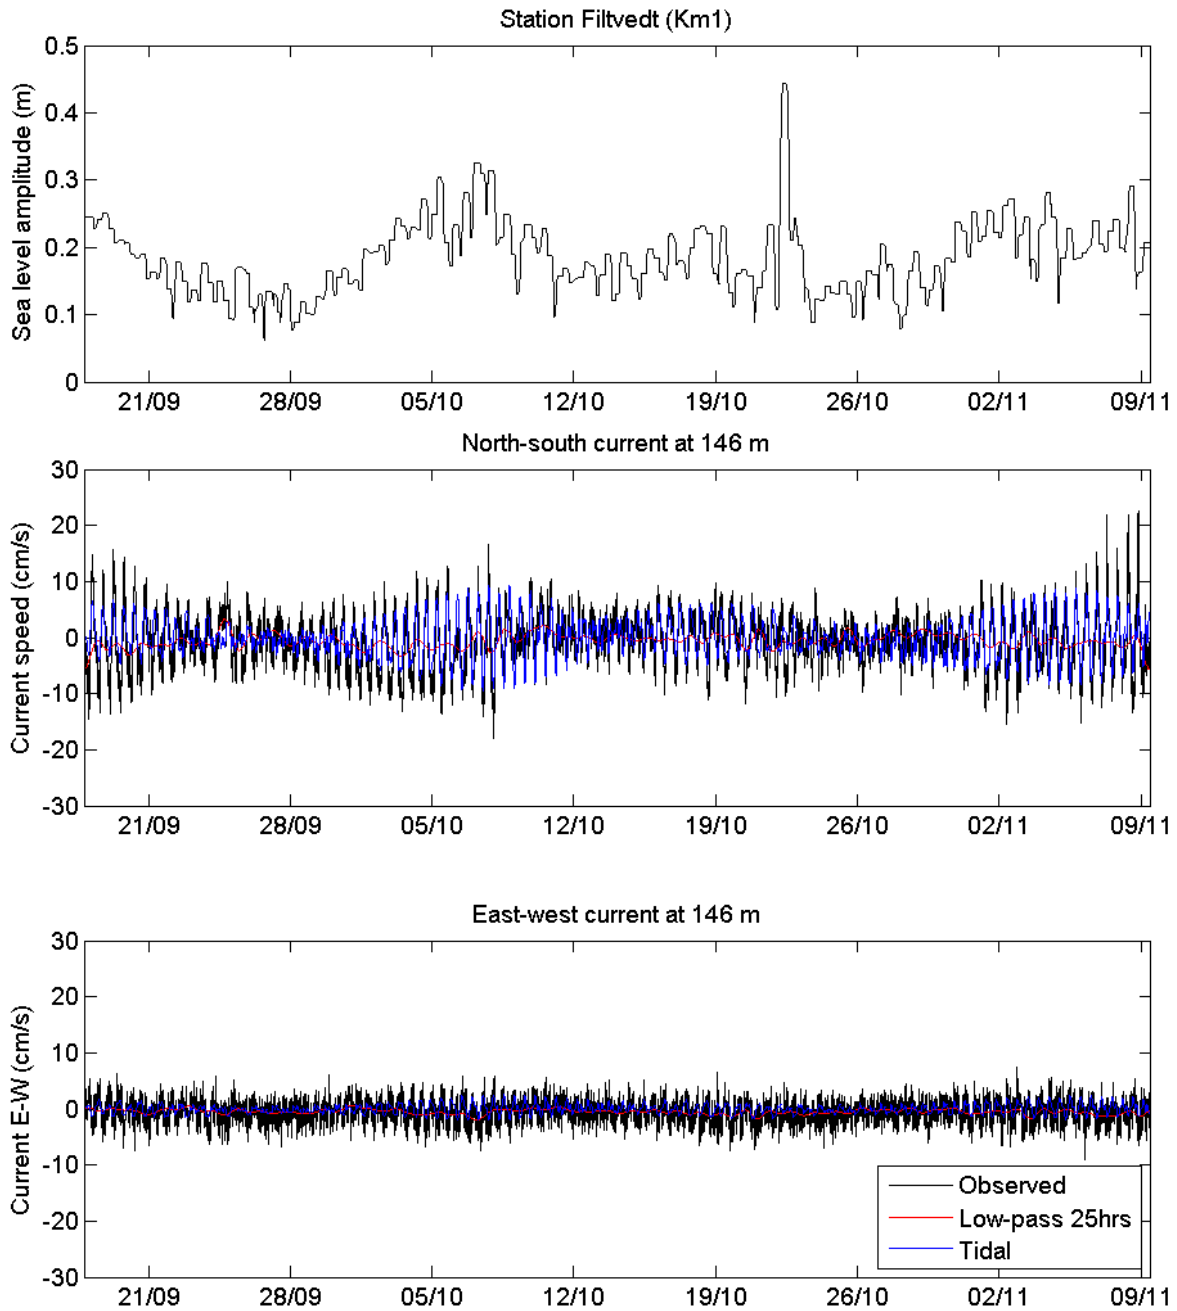 Station Filtvedt (Km1)
Sea level amplitude (m)
0.5
0.4
0.3
0.2
0.1
0
21/09 28/09 05/10 12/10 19/10 26/10 02/11 09/11
North-south current at 146 m
Current speed (cm/s)
30
20
10
0
-10
-20
-30
21/09 28/09 05/10 12/10 19/10 26/10 02/11 09/11
East-west current at 146 m
Current E-W (cm/s)
30
20
10
0
-10
-20
-30
Observed
Low-pass 25hrs
Tidal
21/09 28/09 05/10 12/10 19/10 26/10 02/11 09/11